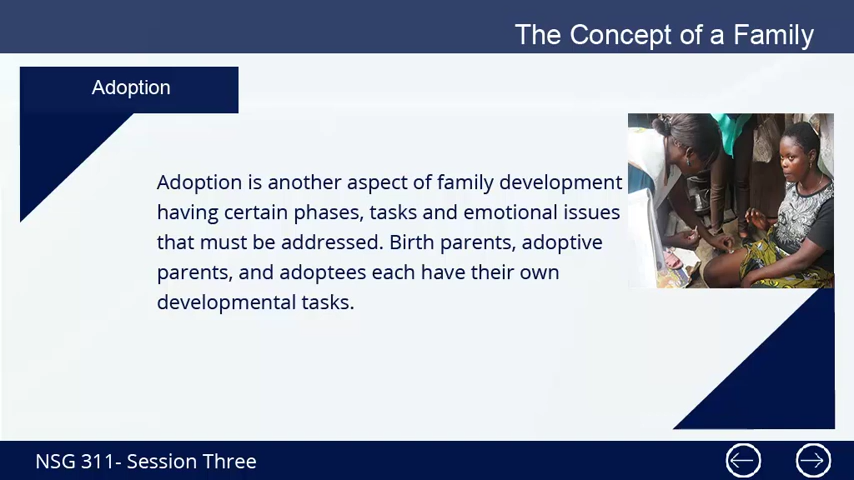 The Concept of a Family
Adoption
Adoption is another aspect of family development
having certain phases, tasks and emotional issues
that must be addressed. Birth parents, adoptive
parents, and adoptees each have their own
developmental tasks.
NSG 311- Session Three